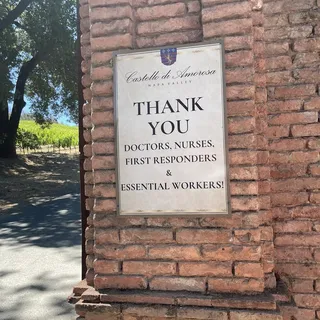 Castello di Amorosa
NAPA VALLEY
THANK
YOU
DOCTORS, NURSES,
FIRST RESPONDERS
&
ESSENTIAL WORKERS!